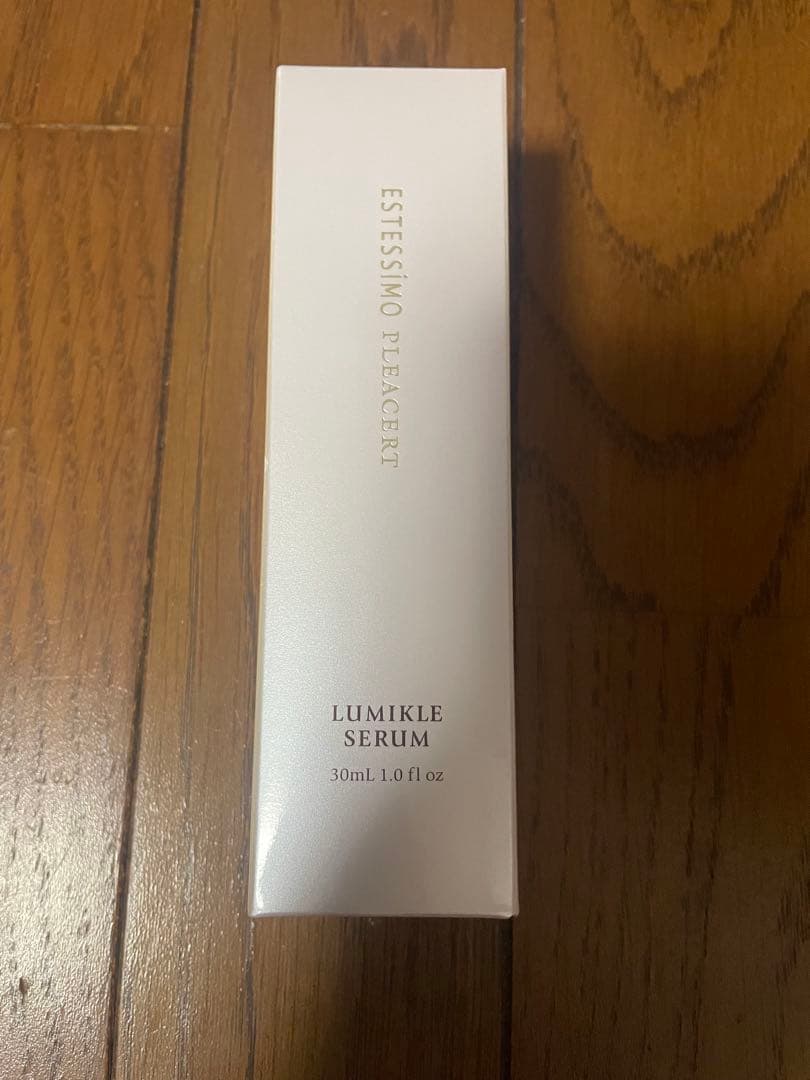 ESTESSiMO PLEACERT
LUMIKLE
SERUM
30mL 1.0 fl oz